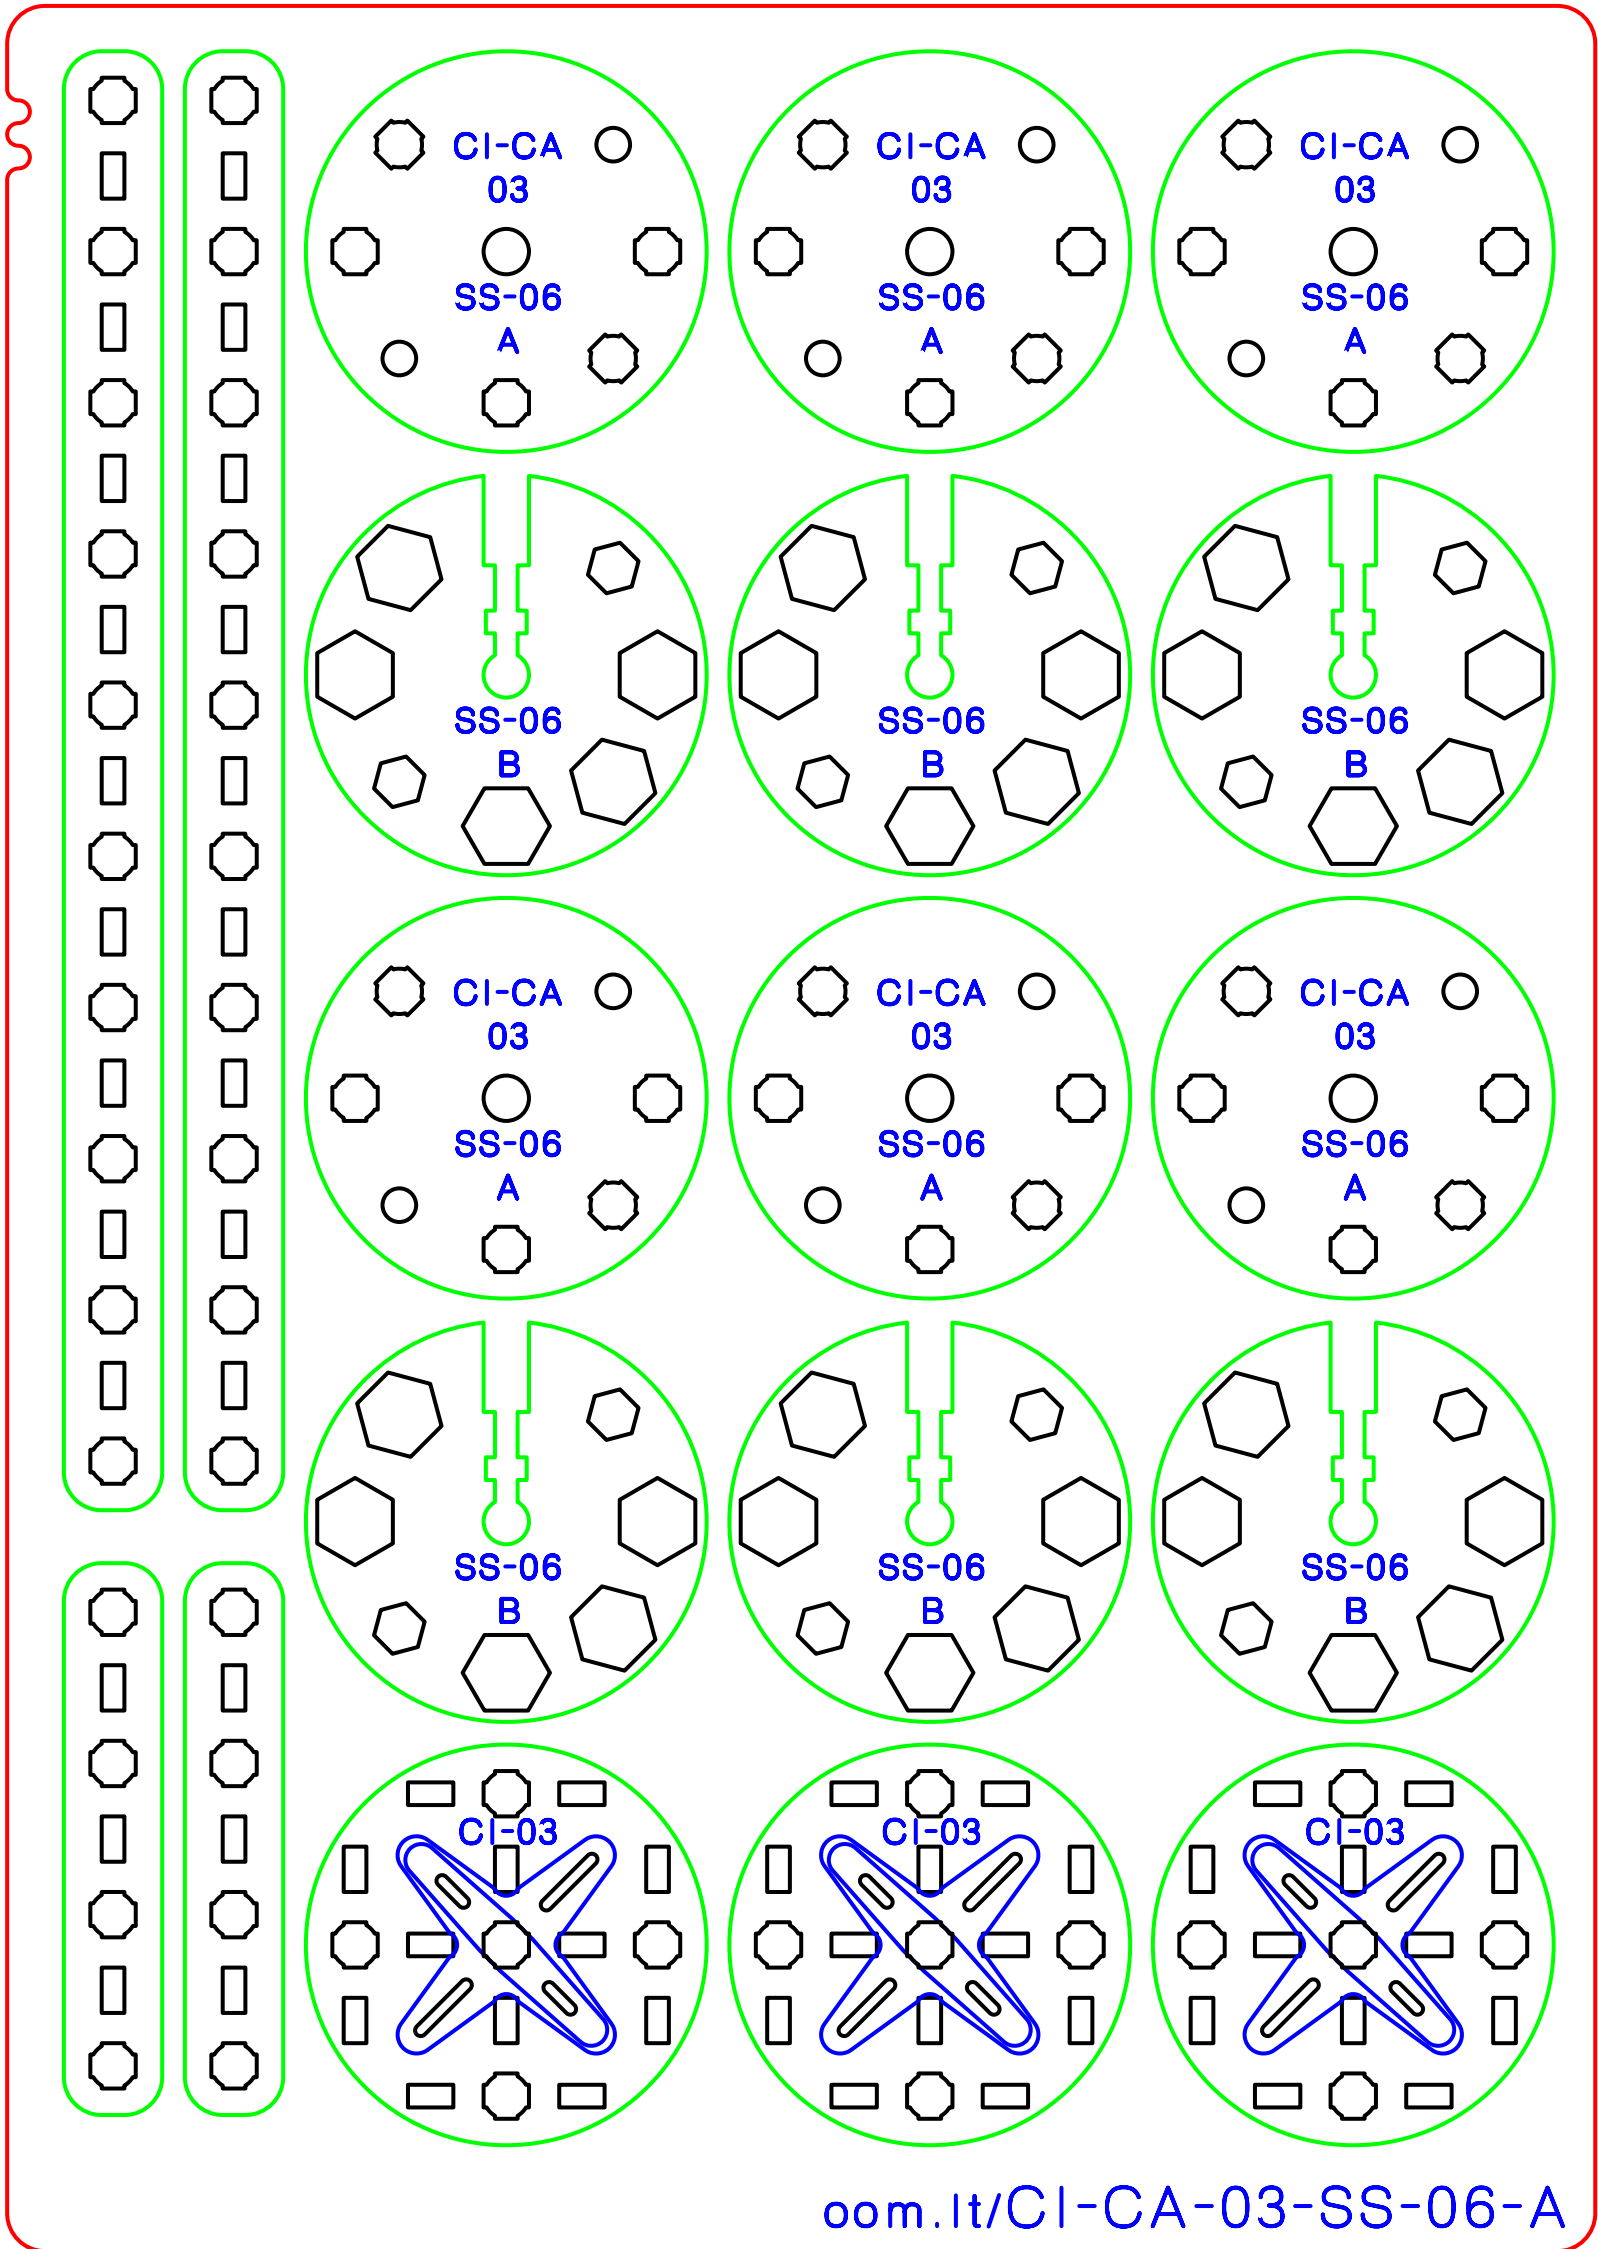 CI-CA CI-CA CI-CA
03 03 03
SS-06 SS-06 SS-06
A A A
SS-06 SS-06 SS-06
B B B
CI-CA CI-CA CI-CA
03 03 03
SS-06 SS-06 SS-06
A A A
SS-06 SS-06 SS-06
B B B
CI-03 CI-03 CI-03
oom.lt/CI-CA-03-SS-06-A